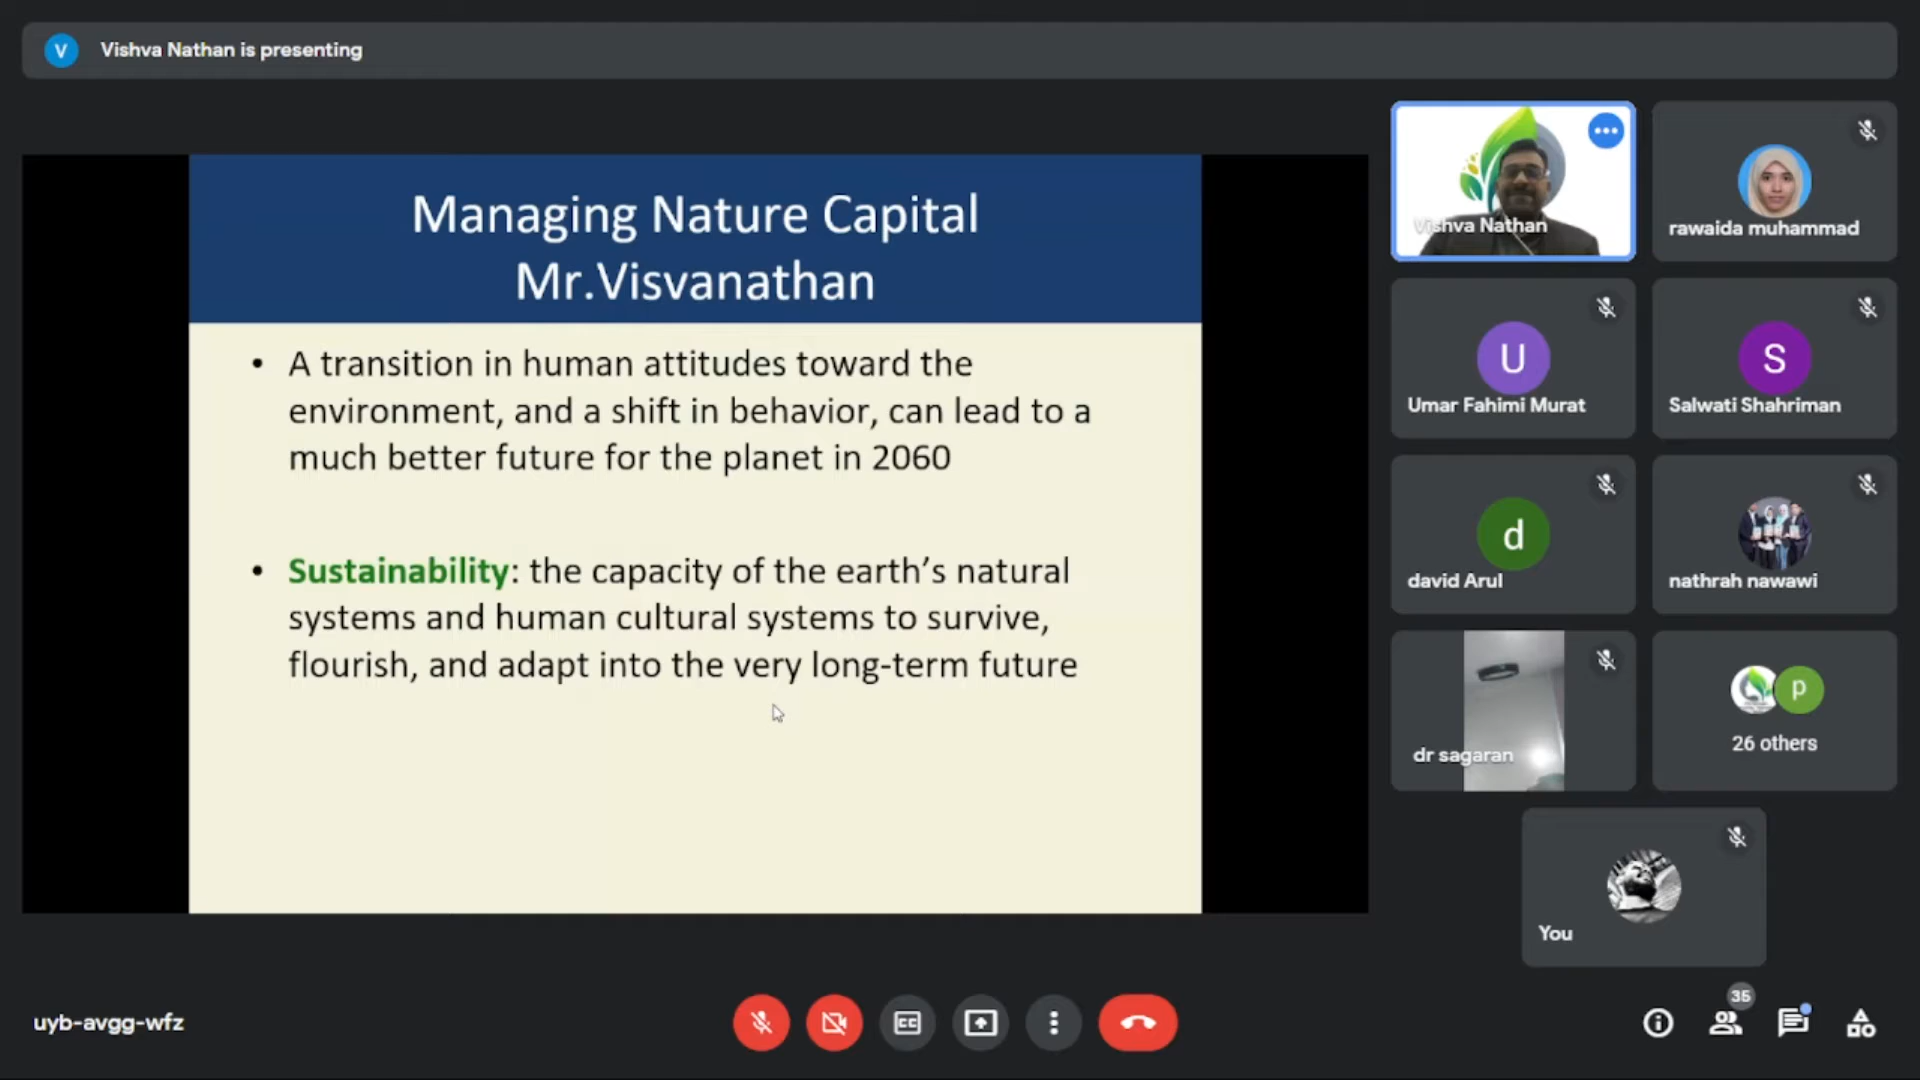 V
Vishva Nathan is presenting
Managing Nature Capital
Mr.Visvanathan
• A transition in human attitudes toward the
environment, and a shift in behavior, can lead to a
much better future for the planet in 2060
• Sustainability: the capacity of the earth’s natural
systems and human cultural systems to survive,
flourish, and adapt into the very long-term future
Vishva Nathan
rawaida muhammad
U
Umar Fahimi Murat
S
Salwati Shahriman
d
david Arul
nathrah nawawi
dr sagaran
p
26 others
You
uyb-avgg-wfz
CC
35